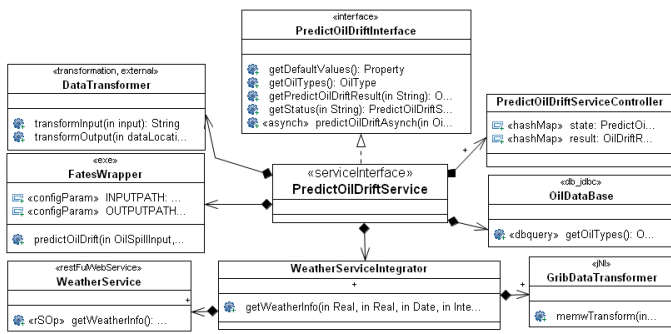 «interface»
PredictOilDriftInterface
getDefaultValues(): Property
getOilTypes(): OilType
getPredictOilDriftResult(in String): O...
getStatus(in String): PredictOilDriftS...
«asynch» predictOilDriftAsynch(in Oi...
«transformation, external»
DataTransformer
transformInput(in input): String
transformOutput(in dataLocati...
PredictOilDriftServiceController
«hashMap» state: PredictOi...
«hashMap» result: OilDriftR...
+
«exe»
FatesWrapper
«configParam» INPUTPATH: ...
«configParam» OUTPUTPATH...
predictOilDrift(in OilSpillInput,...
«serviceInterface»
PredictOilDriftService
«db_jdbc»
OilDataBase
«dbquery» getOilTypes(): O...
«restFulWebService»
WeatherService
+
«rSOp» getWeatherInfo(): ...
WeatherServiceIntegrator
+
getWeatherInfo(in Real, in Real, in Date, in Inte...
«jNI»
GribDataTransformer
+
memwTransform(in...